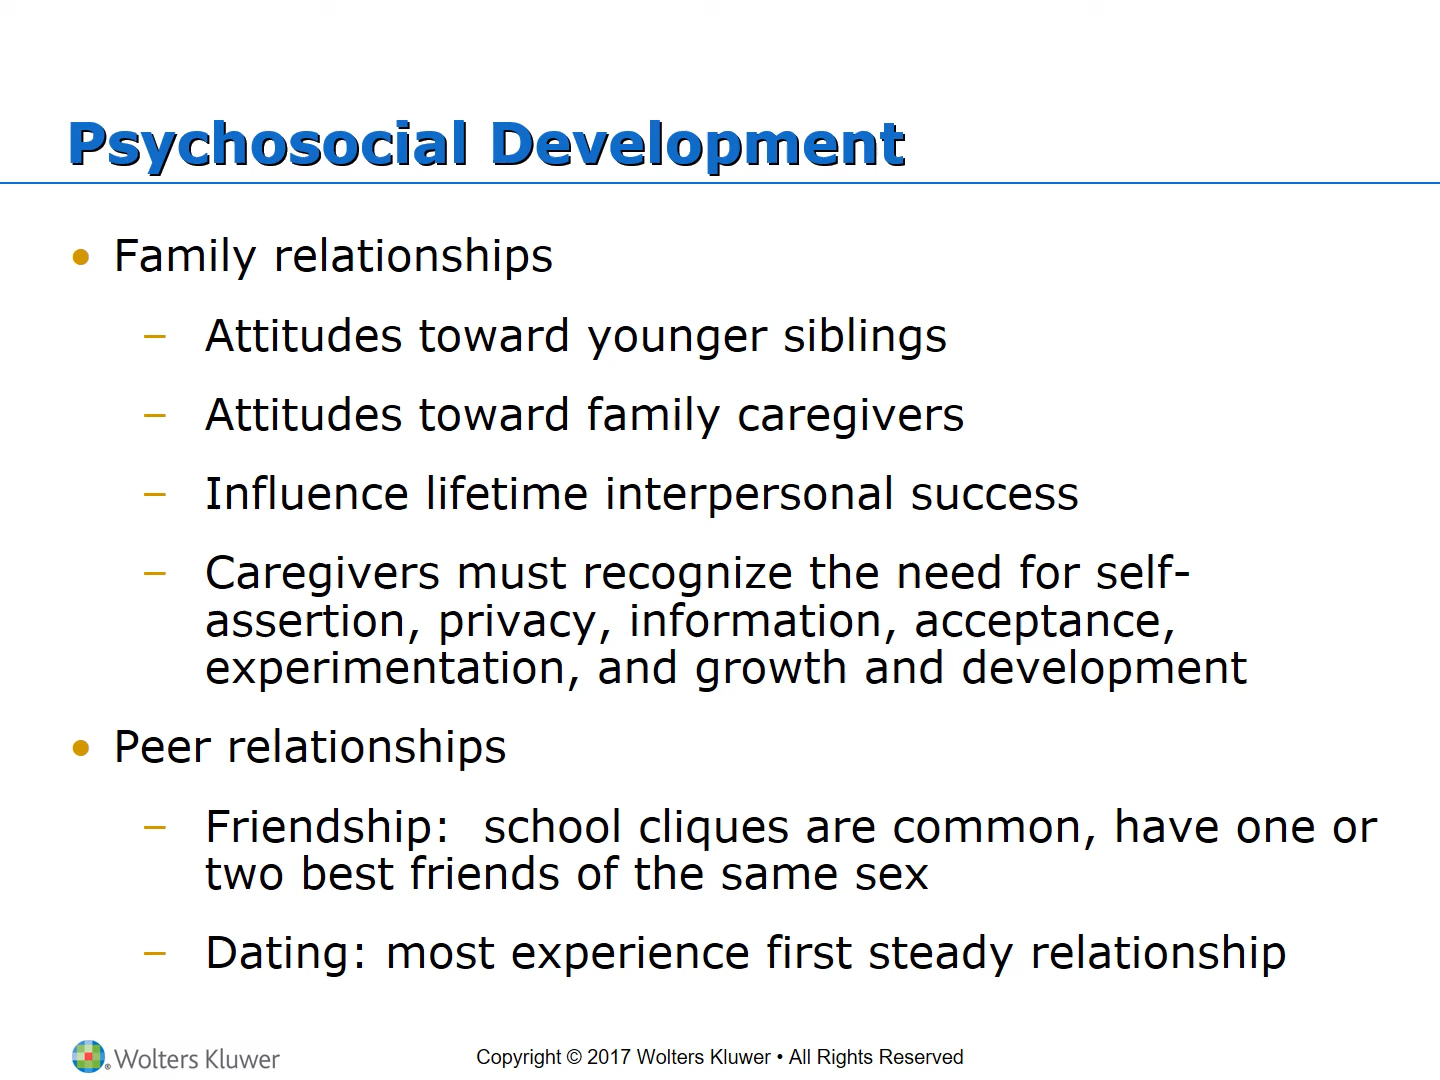 Psychosocial Development
• Family relationships
– Attitudes toward younger siblings
– Attitudes toward family caregivers
– Influence lifetime interpersonal success
– Caregivers must recognize the need for self-
assertion, privacy, information, acceptance,
experimentation, and growth and development
• Peer relationships
– Friendship:  school cliques are common, have one or
two best friends of the same sex
– Dating: most experience first steady relationship
Wolters Kluwer
Copyright © 2017 Wolters Kluwer • All Rights Reserved